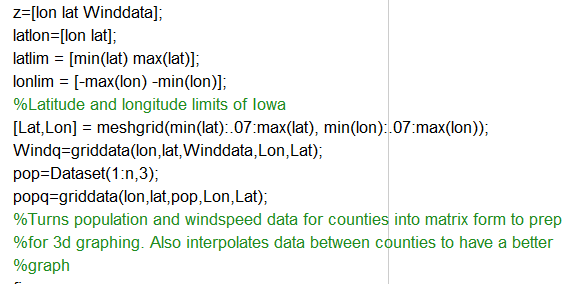 z=[lon lat Winddata];
latlon=[lon lat];
latlim = [min(lat) max(lat)];
lonlim = [-max(lon) -min(lon)];
%Latitude and longitude limits of Iowa
[Lat,Lon] = meshgrid(min(lat):.07:max(lat), min(lon):.07:max(lon));
Windq=griddata(lon,lat,Winddata,Lon,Lat);
pop=Dataset(1:n,3);
popq=griddata(lon,lat,pop,Lon,Lat);
%Turns population and windspeed data for counties into matrix form to prep
%for 3d graphing. Also interpolates data between counties to have a better
%graph